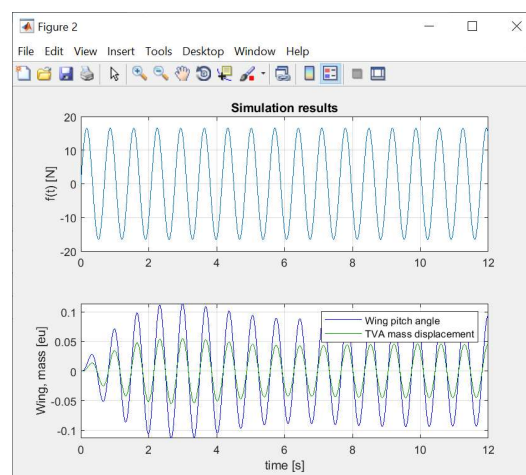 Figure 2
File Edit View Insert Tools Desktop Window Help
Simulation results
20
10
0
-10
-20
f(t) [N]
0 2 4 6 8 10 12
0.1
0.05
0
-0.05
-0.1
Wing, mass [eu]
Wing pitch angle
TVA mass displacement
0 2 4 6 8 10 12
time [s]